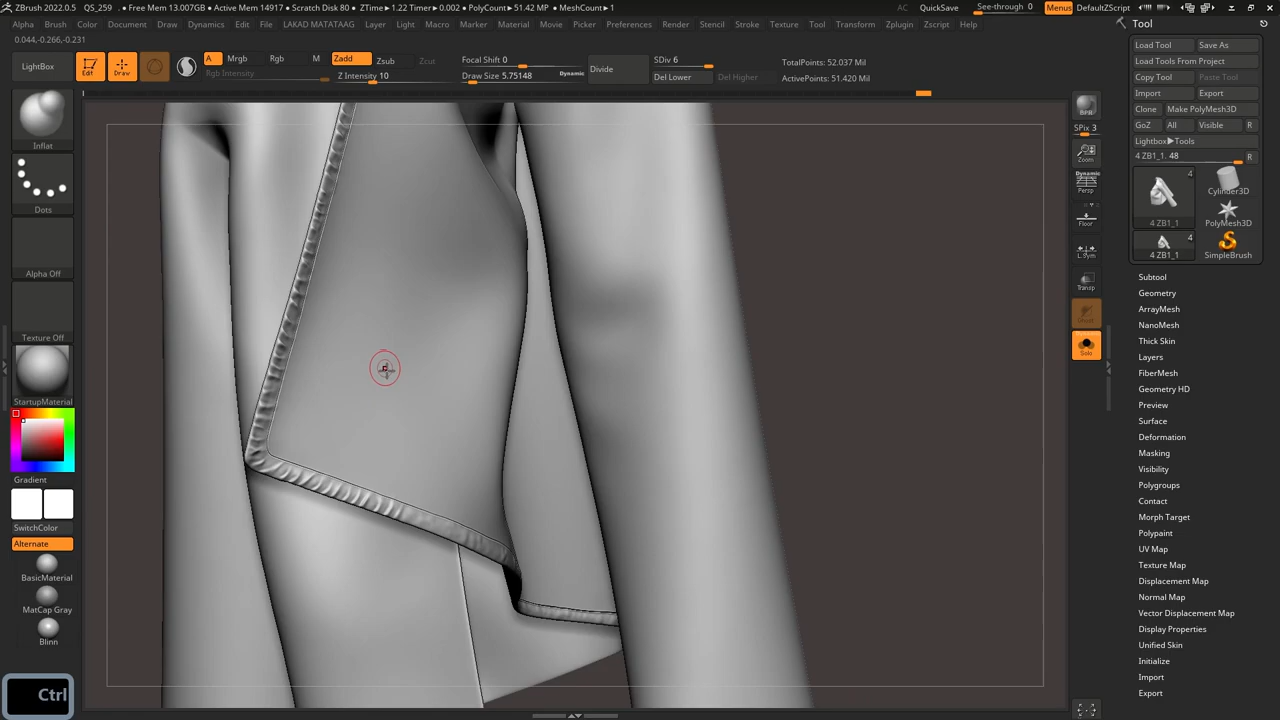 ZBrush 2022.0.5 QS_259 . • Free Mem 13.007GB • Active Mem 14917 • Scratch Disk 80 • ZTime▸1.22 Timer▸0.002 • PolyCount▸51.42 MP • MeshCount▸1 AC QuickSave See-through 0 Menus DefaultZScript
Alpha Brush Color Document Draw Dynamics Edit File LAKAD MATATAAG Layer Light Macro Marker Material Movie Picker Preferences Render Stencil Stroke Texture Tool Transform Zplugin Zscript Help
0.044,-0.266,-0.231
LightBox
Edit
Draw
A Mrgb Rgb M
Rgb Intensity
Zadd Zsub Zcut
Z Intensity 10
Focal Shift 0
Draw Size 5.75148 Dynamic
Divide
SDiv 6
Del Lower Del Higher
TotalPoints: 52.037 Mil
ActivePoints: 51.420 Mil
Inflat
Dots
Alpha Off
Texture Off
StartupMaterial
Gradient
SwitchColor
Alternate
BasicMaterial
MatCap Gray
Blinn
Ctrl
BPR
SPix 3
Zoom
Dynamic
Persp
Floor
L.Sym
Transp
Solo
Tool
Load Tool Save As
Load Tools From Project
Copy Tool Paste Tool
Import Export
Clone Make PolyMesh3D
GoZ All Visible R
Lightbox▸Tools
4 ZB1_1. 48 R
4
4 ZB1_1
Cylinder3D
PolyMesh3D
4
4 ZB1_1
SimpleBrush
Subtool
Geometry
ArrayMesh
NanoMesh
Thick Skin
Layers
FiberMesh
Geometry HD
Preview
Surface
Deformation
Masking
Visibility
Polygroups
Contact
Morph Target
Polypaint
UV Map
Texture Map
Displacement Map
Normal Map
Vector Displacement Map
Display Properties
Unified Skin
Initialize
Import
Export